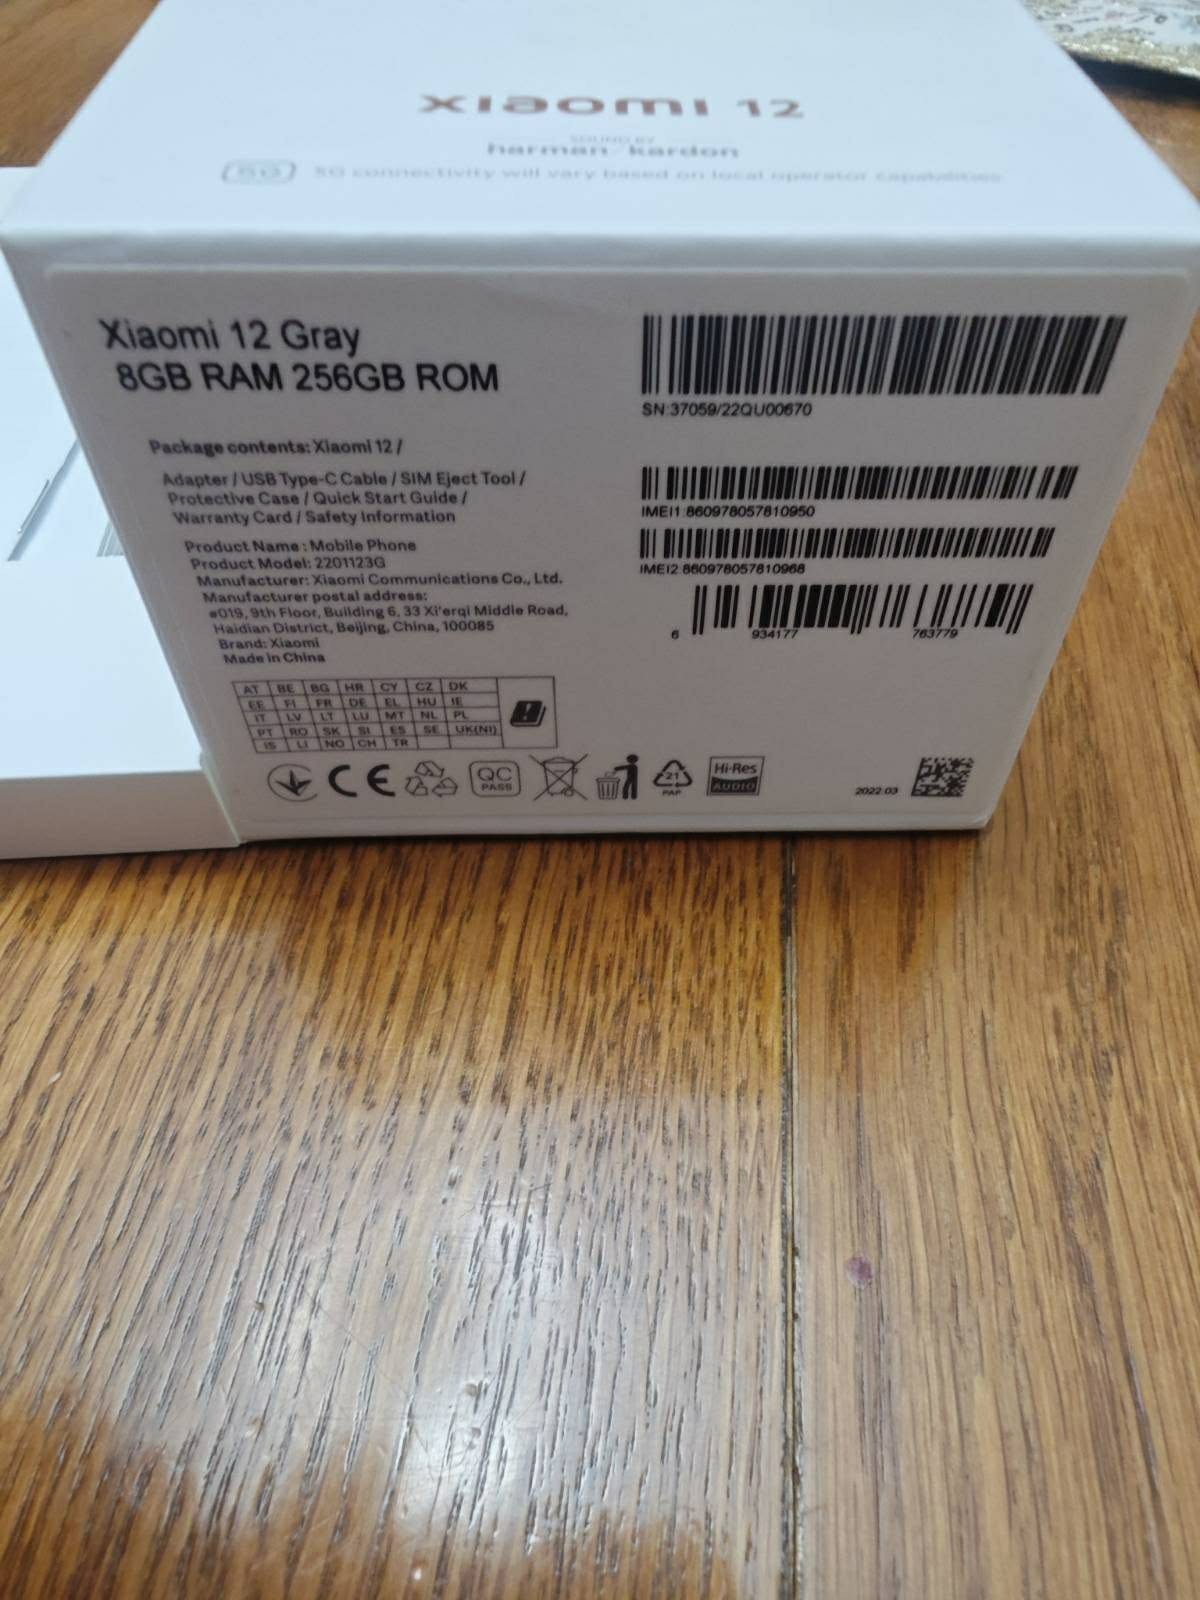 xiaomi 12
SOUND BY
harman/kardon
5G 5G connectivity will vary based on local operator capabilities
Xiaomi 12 Gray
8GB RAM 256GB ROM
Package contents: Xiaomi 12 /
Adapter / USB Type-C Cable / SIM Eject Tool /
Protective Case / Quick Start Guide /
Warranty Card / Safety Information
Product Name: Mobile Phone
Product Model: 2201123G
Manufacturer: Xiaomi Communications Co., Ltd.
Manufacturer postal address:
#019, 9th Floor, Building 6, 33 Xi'erqi Middle Road,
Haidian District, Beijing, China, 100085
Brand: Xiaomi
Made in China
SN:37059/22QU00670
IMEI1:860978057810950
IMEI2:860978057810968
6 934177 763779
AT BE BG HR CY CZ DK
EE FI FR DE EL HU IE
IT LV LT LU MT NL PL
PT RO SK SI ES SE UK(NI)
IS LI NO CH TR
CE
QC
PASS
21
PAP
Hi-Res
AUDIO
2022.03